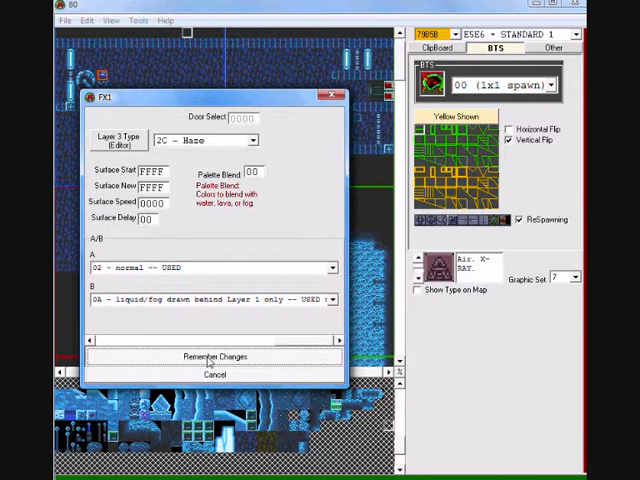 80
File Edit View Tools Help
79B5B
E5E6 = STANDARD 1
ClipBoard BTS Other
BTS
00 (1x1 spawn)
Yellow Shown
Horizontal Flip
Vertical Flip
ReSpawning
Air. X-
RAY.
Graphic Set 7
Show Type on Map
FX1
Door Select 0000
Layer 3 Type
(Editor)
2C - Haze
Surface Start FFFF
Surface New FFFF
Surface Speed 0000
Surface Delay 00
Palette Blend: 00
Palette Blend:
Colors to blend with
water, lava, or fog.
A/B
A
02 - normal -- USED
B
0A - liquid/fog drawn behind Layer 1 only -- USED
Remember Changes
Cancel